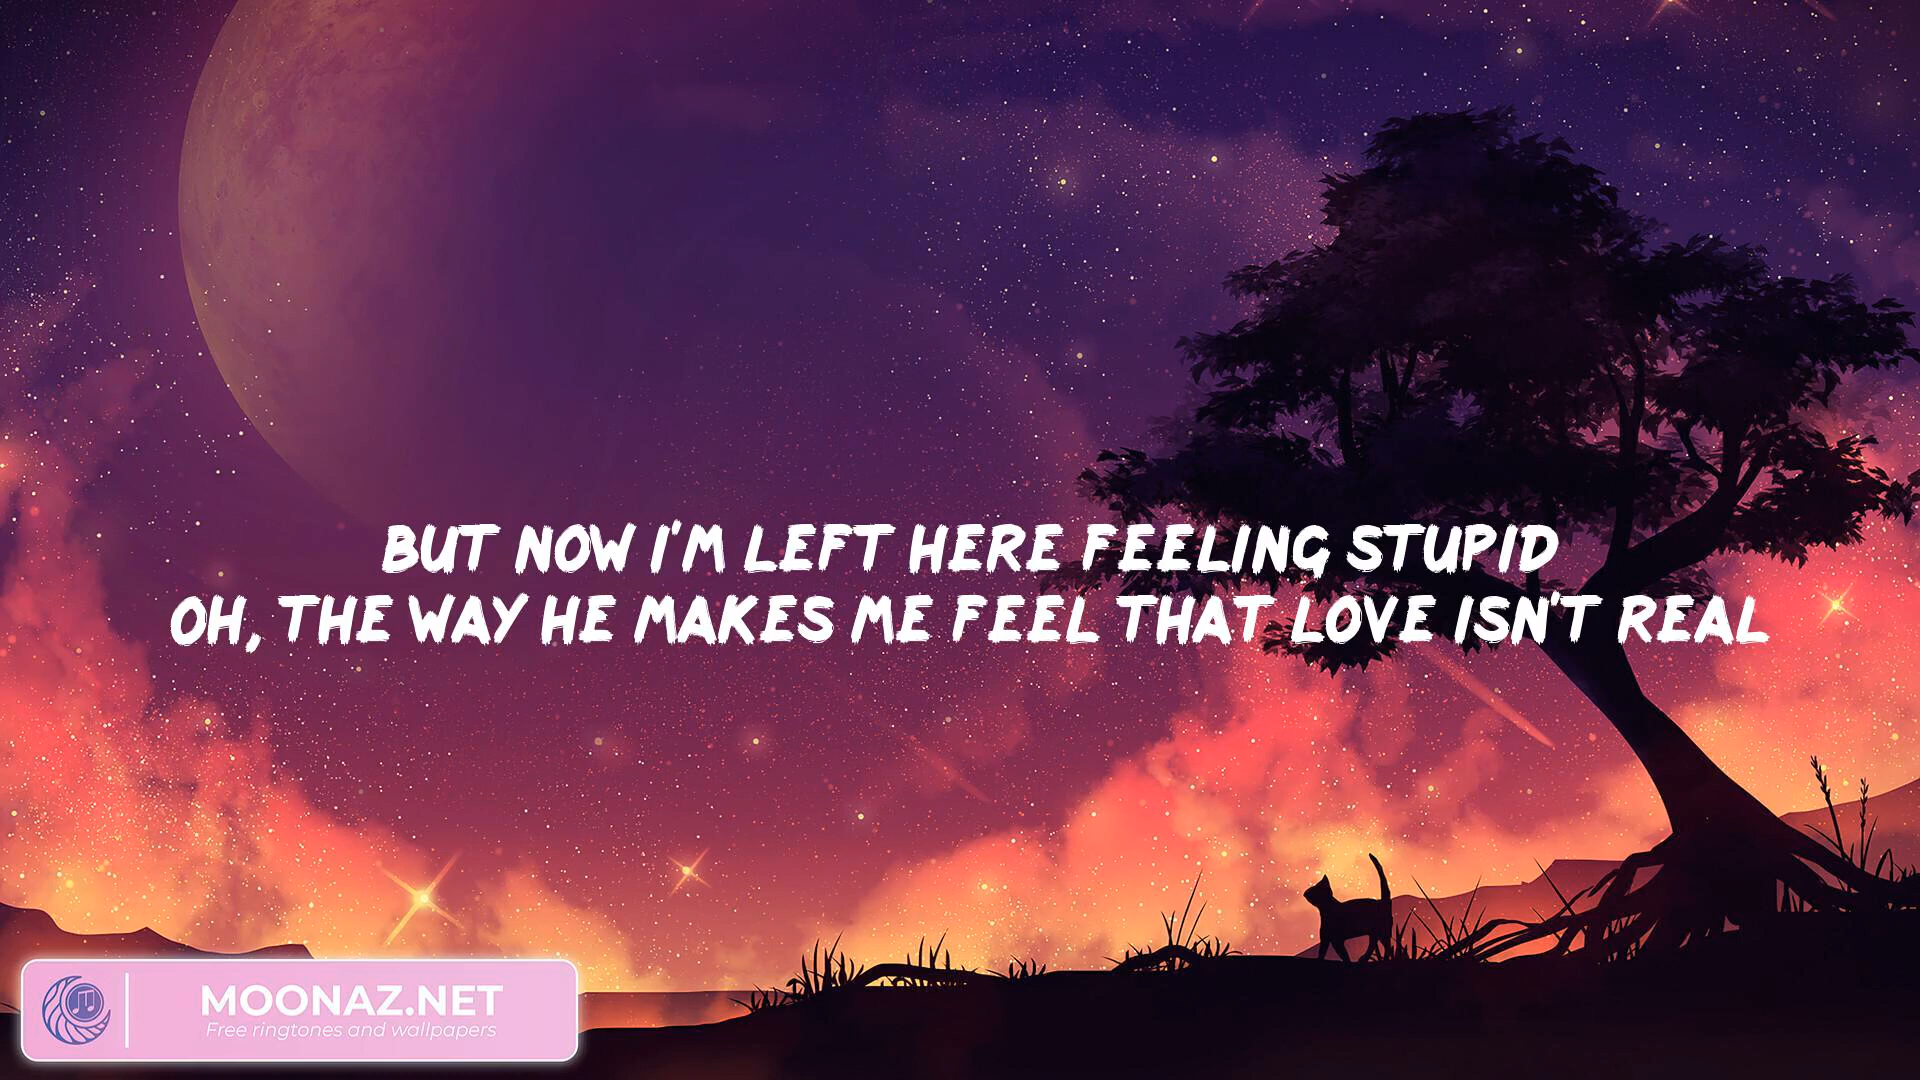 BUT NOW I'M LEFT HERE FEELING STUPID
OH, THE WAY HE MAKES ME FEEL THAT LOVE ISN'T REAL
MOONAZ.NET
Free ringtones and wallpapers